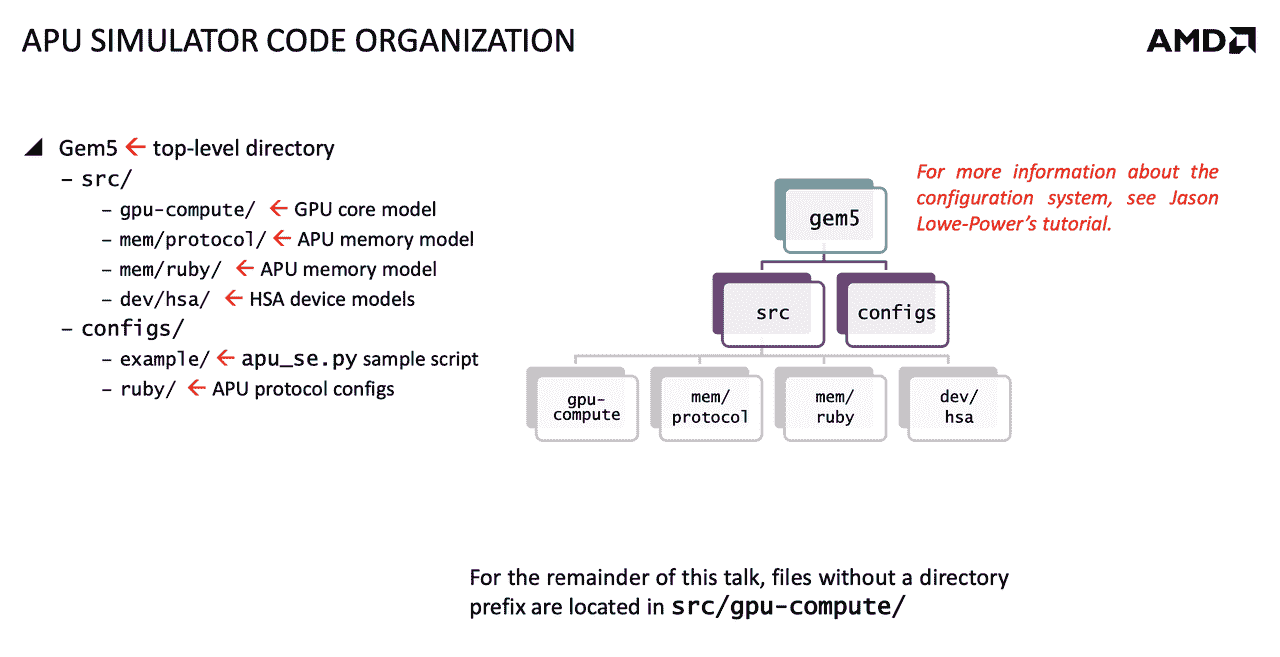 APU SIMULATOR CODE ORGANIZATION
AMD
Gem5 ← top-level directory
– src/
– gpu-compute/ ← GPU core model
– mem/protocol/ ← APU memory model
– mem/ruby/ ← APU memory model
– dev/hsa/ ← HSA device models
– configs/
– example/ ← apu_se.py sample script
– ruby/ ← APU protocol configs
For more information about the
configuration system, see Jason
Lowe-Power’s tutorial.
gem5
src
configs
gpu-
compute
mem/
protocol
mem/
ruby
dev/
hsa
For the remainder of this talk, files without a directory
prefix are located in src/gpu-compute/